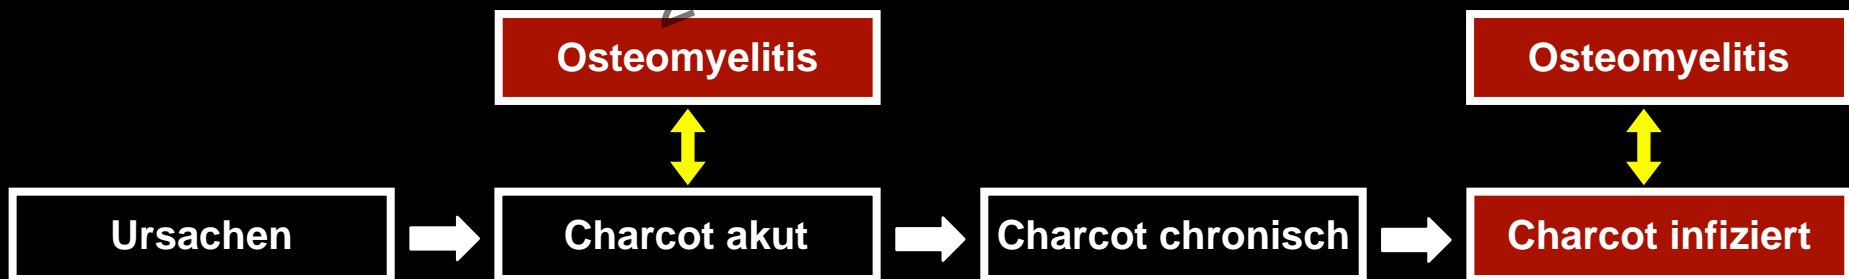 Osteomyelitis
Osteomyelitis
Ursachen
Charcot akut
Charcot chronisch
Charcot infiziert